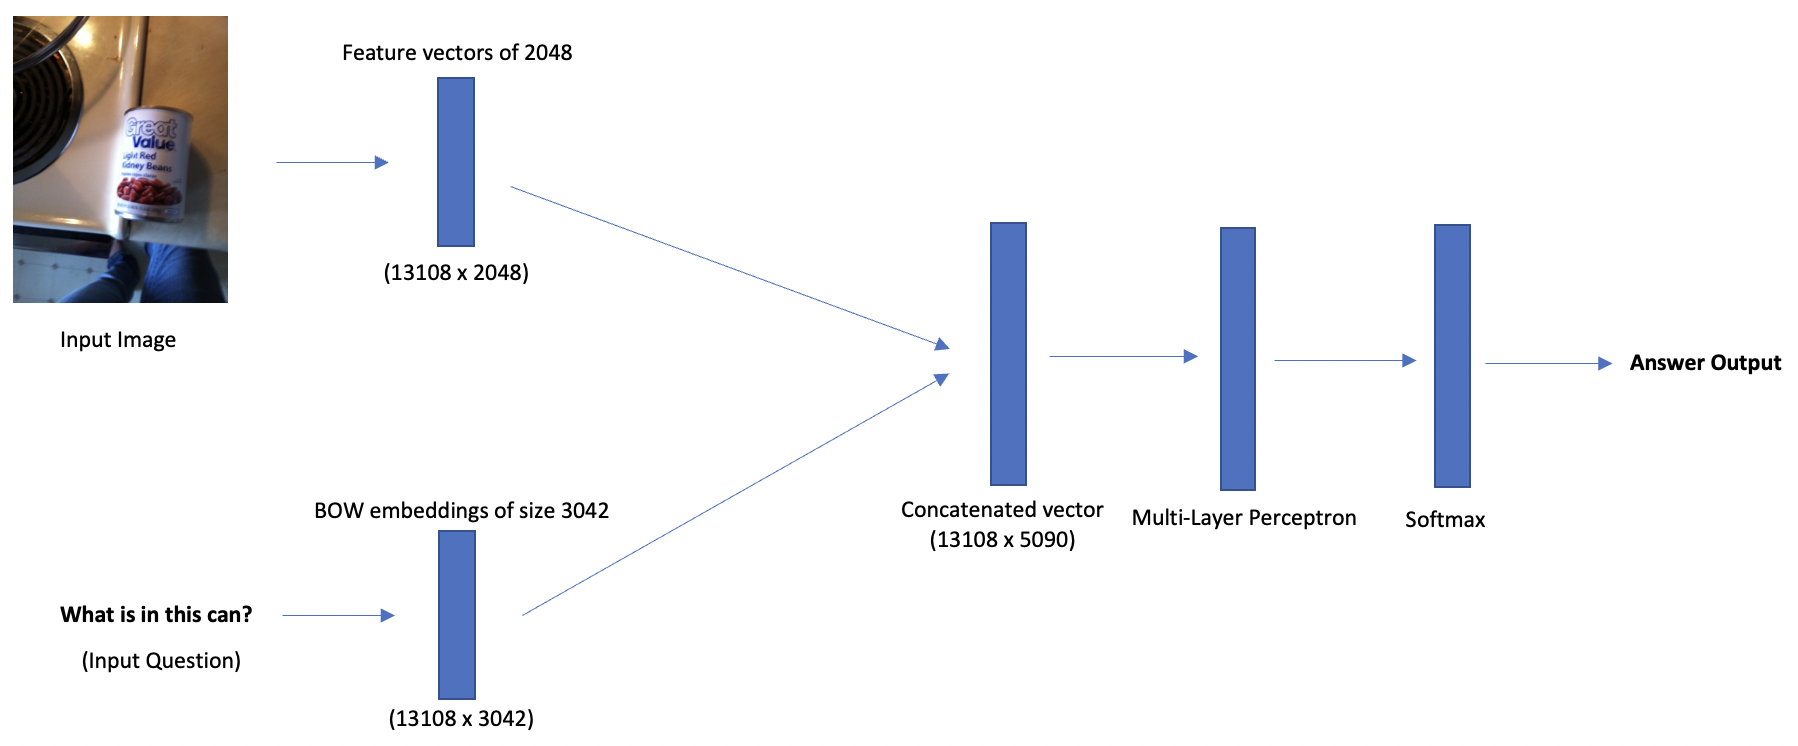 Feature vectors of 2048
Great
Value
Light Red
Kidney Beans
(13108 x 2048)
Input Image
BOW embeddings of size 3042
What is in this can?
(Input Question)
(13108 x 3042)
Concatenated vector
(13108 x 5090)
Multi-Layer Perceptron
Softmax
Answer Output